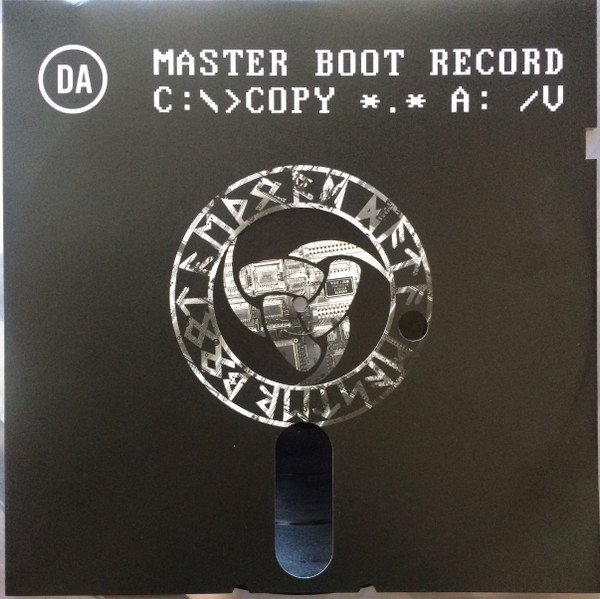 DA
MASTER BOOT RECORD
C:\>COPY *.* A: /V